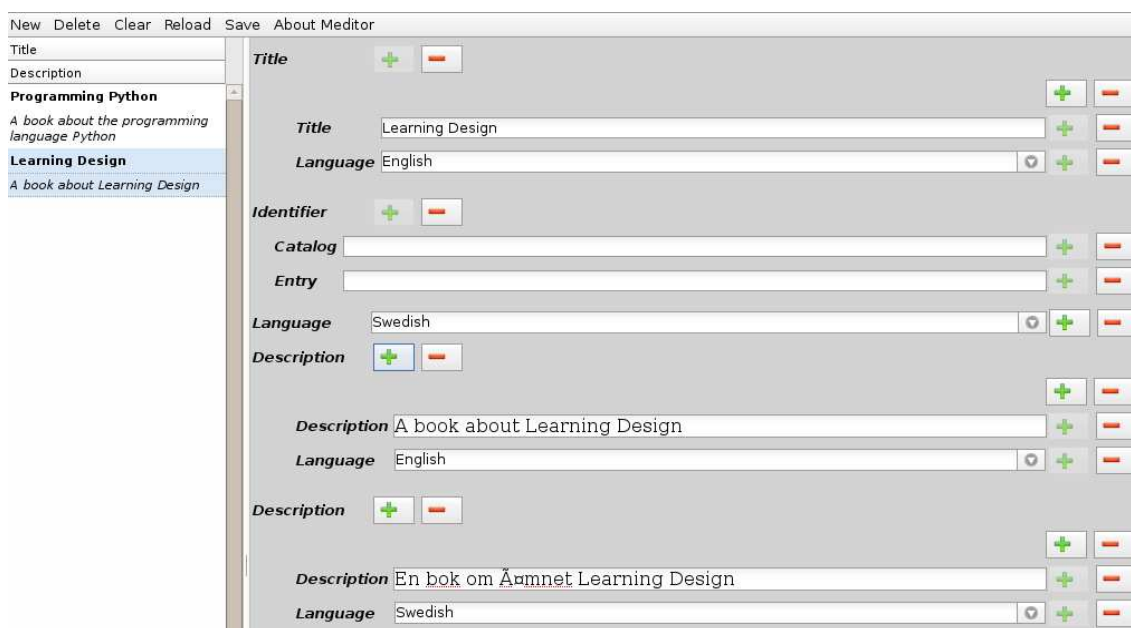 New Delete Clear Reload Save About Meditor
Title
Description
Programming Python
A book about the programming
language Python
Learning Design
A book about Learning Design
Title
Title Learning Design
Language English
Identifier
Catalog
Entry
Language Swedish
Description
Description A book about Learning Design
Language English
Description
Description En bok om Ã¤mnet Learning Design
Language Swedish